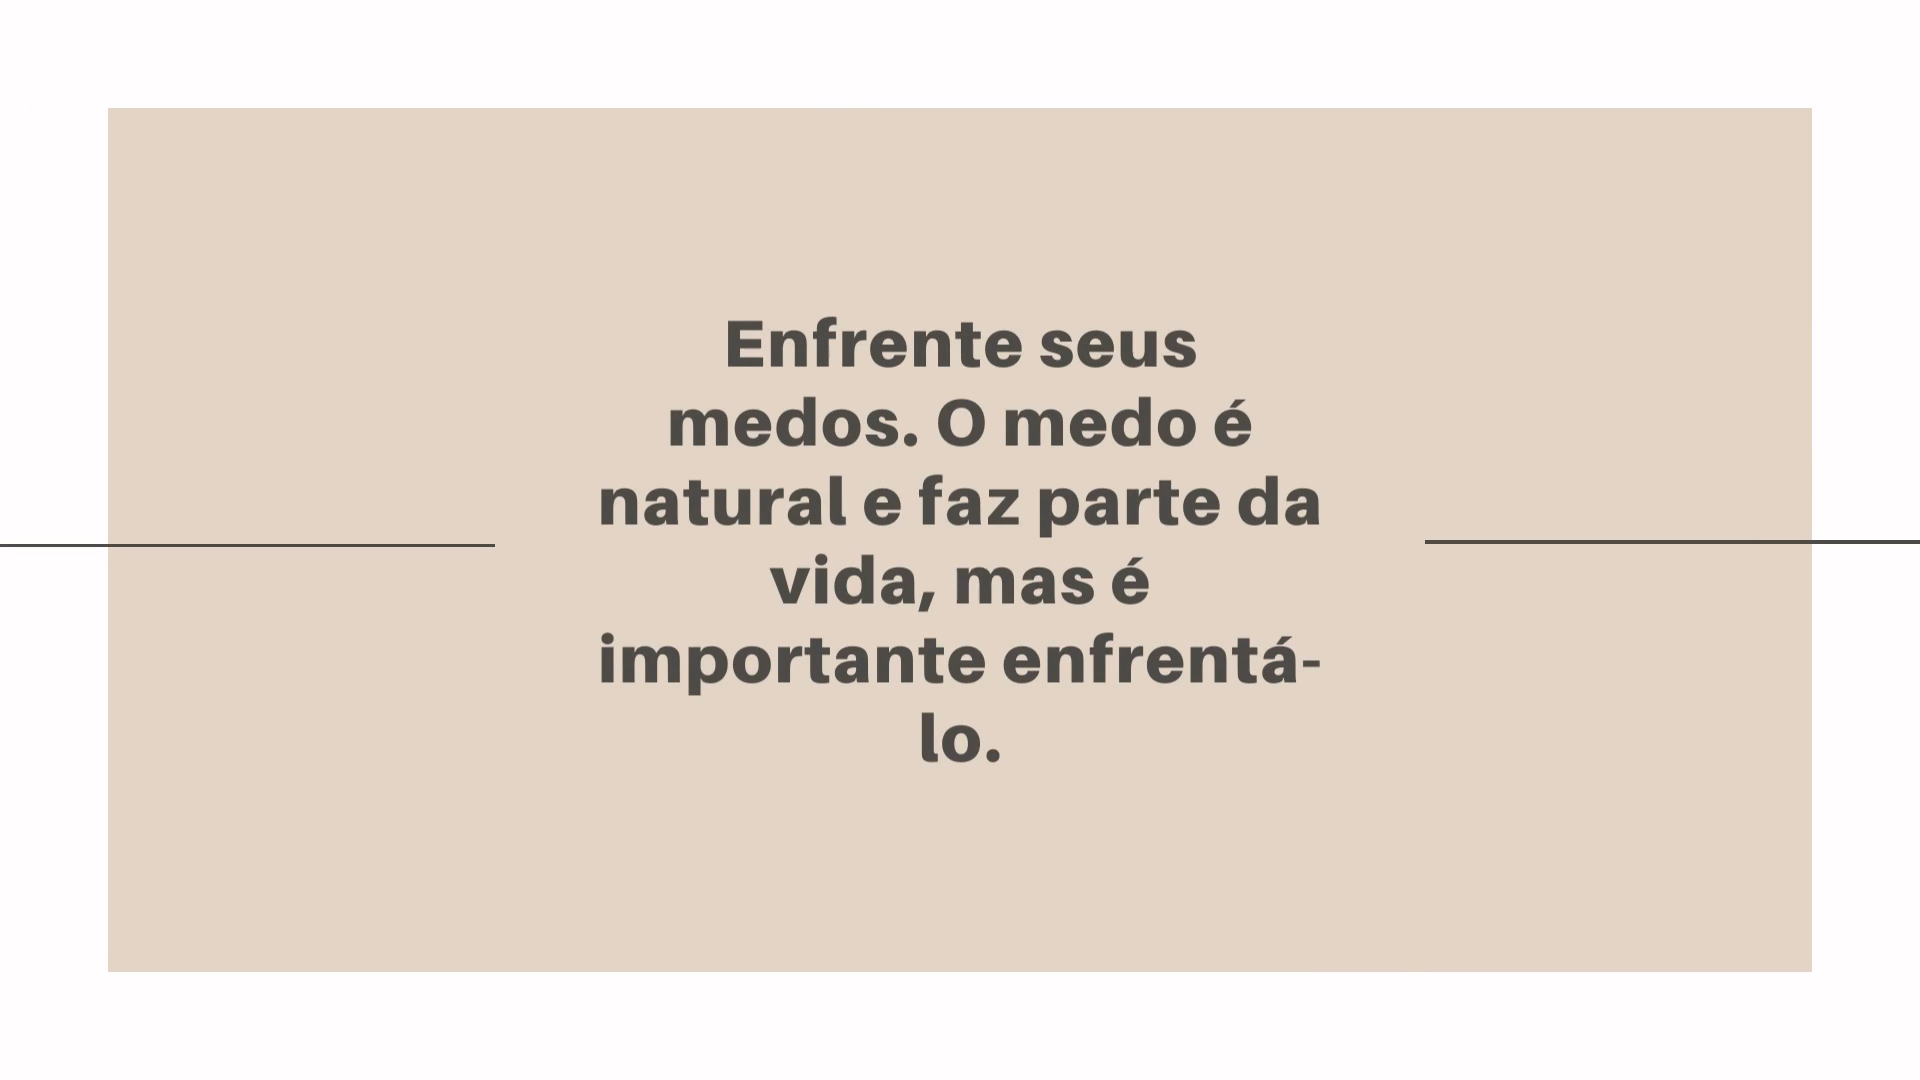 Enfrente seus
medos. O medo é
natural e faz parte da
vida, mas é
importante enfrentá-
lo.